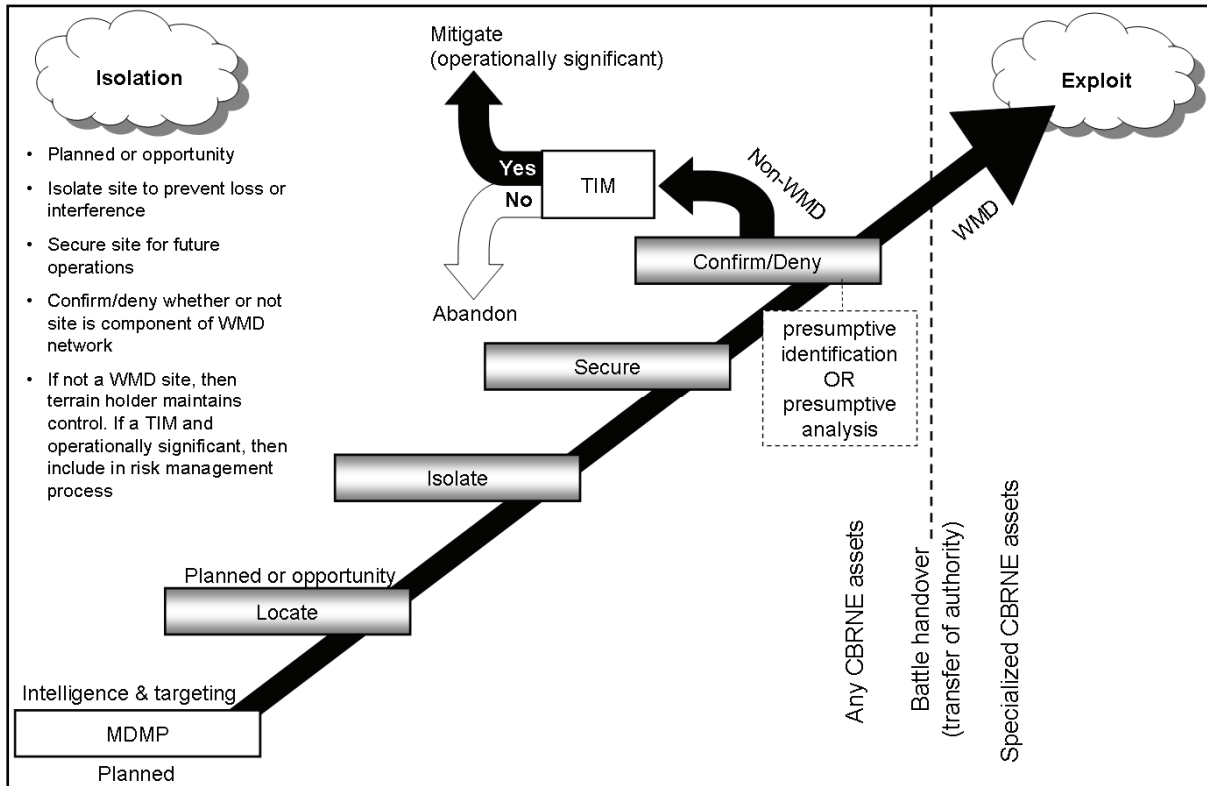 Isolation
• Planned or opportunity
• Isolate site to prevent loss or
interference
• Secure site for future
operations
• Confirm/deny whether or not
site is component of WMD
network
• If not a WMD site, then
terrain holder maintains
control. If a TIM and
operationally significant, then
include in risk management
process
Mitigate
(operationally significant)
Yes
No
TIM
Abandon
Non-WMD
Exploit
WMD
Confirm/Deny
presumptive
identification
OR
presumptive
analysis
Secure
Isolate
Planned or opportunity
Locate
Intelligence & targeting
MDMP
Planned
Any CBRNE assets
Battle handover
(transfer of authority)
Specialized CBRNE assets